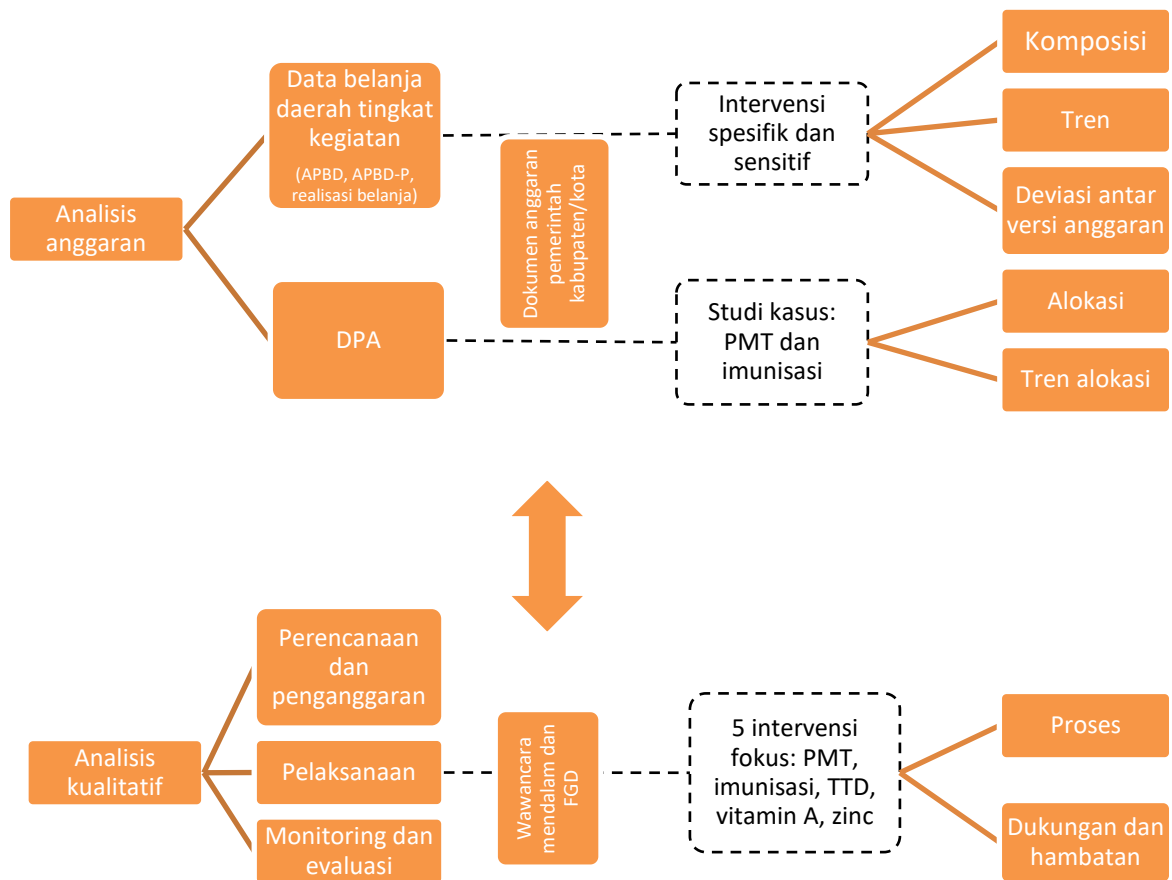 Analisis
anggaran
Data belanja
daerah tingkat
kegiatan
(APBD, APBD-P,
realisasi belanja)
DPA
Dokumen anggaran
pemerintah
kabupaten/kota
Intervensi
spesifik dan
sensitif
Studi kasus:
PMT dan
imunisasi
Komposisi
Tren
Deviasi antar
versi anggaran
Alokasi
Tren alokasi
Analisis
kualitatif
Perencanaan
dan
penganggaran
Pelaksanaan
Monitoring dan
evaluasi
Wawancara
mendalam dan
FGD
5 intervensi
fokus: PMT,
imunisasi, TTD,
vitamin A, zinc
Proses
Dukungan dan
hambatan